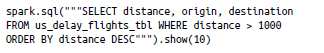 spark.sql("""SELECT distance, origin, destination
FROM us_delay_flights_tbl WHERE distance > 1000
ORDER BY distance DESC""").show(10)